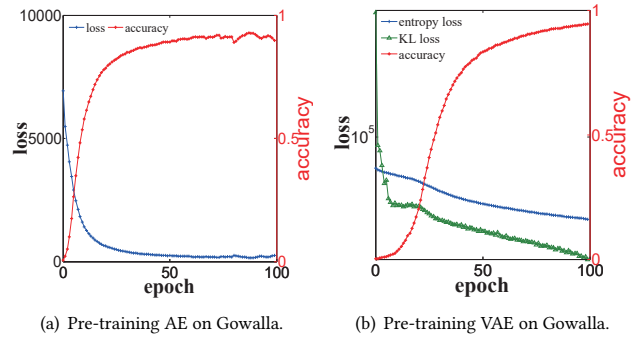 10000
5000
0
loss
loss
accuracy
1
0.5
0
accuracy
0
50
100
epoch
(a) Pre-training AE on Gowalla.
10^5
loss
entropy loss
KL loss
accuracy
1
0.5
0
accuracy
0
50
100
epoch
(b) Pre-training VAE on Gowalla.